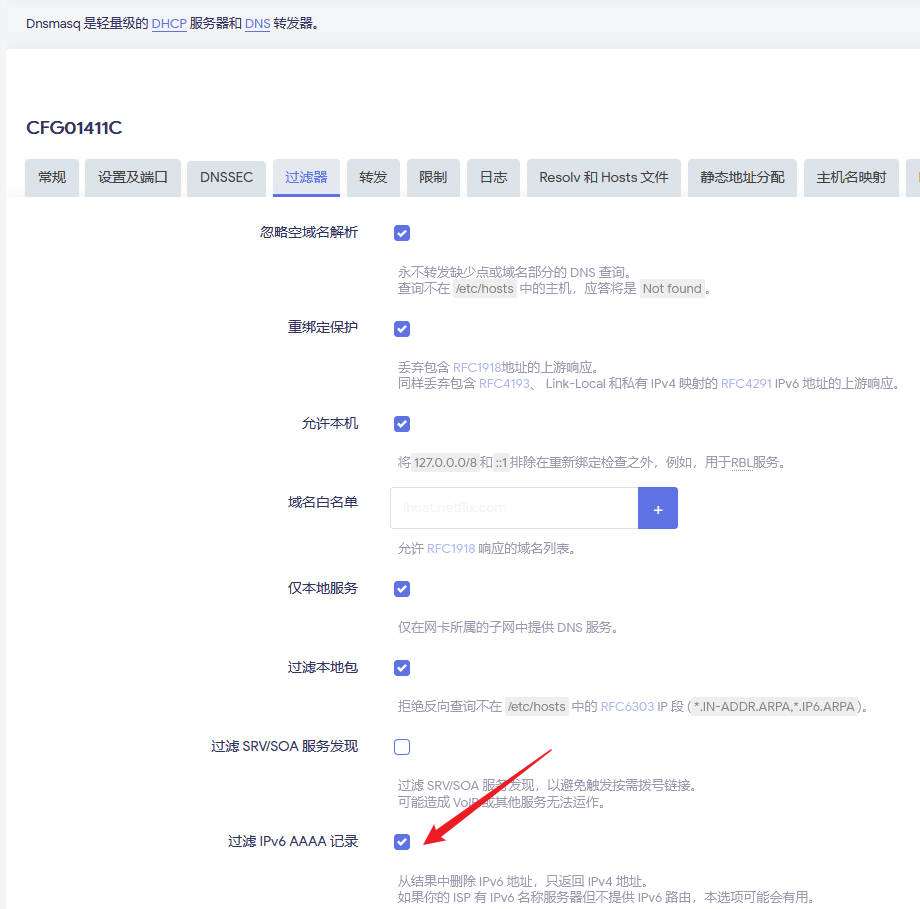 Dnsmasq 是轻量级的 DHCP 服务器和 DNS 转发器。
CFG01411C
常规 设置及端口 DNSSEC 过滤器 转发 限制 日志 Resolv 和 Hosts 文件 静态地址分配 主机名映射
忽略空域名解析
永不转发缺少点或域名部分的 DNS 查询。
查询不在 /etc/hosts 中的主机，应答将是 Not found 。
重绑定保护
丢弃包含 RFC1918地址的上游响应。
同样丢弃包含 RFC4193、 Link-Local 和私有 IPv4 映射的 RFC4291 IPv6 地址的上游响应。
允许本机
将 127.0.0.0/8 和 ::1 排除在重新绑定检查之外，例如，用于RBL服务。
域名白名单
ihost.netflix.com
+
允许 RFC1918 响应的域名列表。
仅本地服务
仅在网卡所属的子网中提供 DNS 服务。
过滤本地包
拒绝反向查询不在 /etc/hosts 中的 RFC6303 IP 段 ( *.IN-ADDR.ARPA,*.IP6.ARPA )。
过滤 SRV/SOA 服务发现
过滤 SRV/SOA 服务发现，以避免触发按需拨号链接。
可能造成 VoIP 或其他服务无法运作。
过滤 IPv6 AAAA 记录
从结果中删除 IPv6 地址，只返回 IPv4 地址。
如果你的 ISP 有 IPv6 名称服务器但不提供 IPv6 路由，本选项可能会有用。